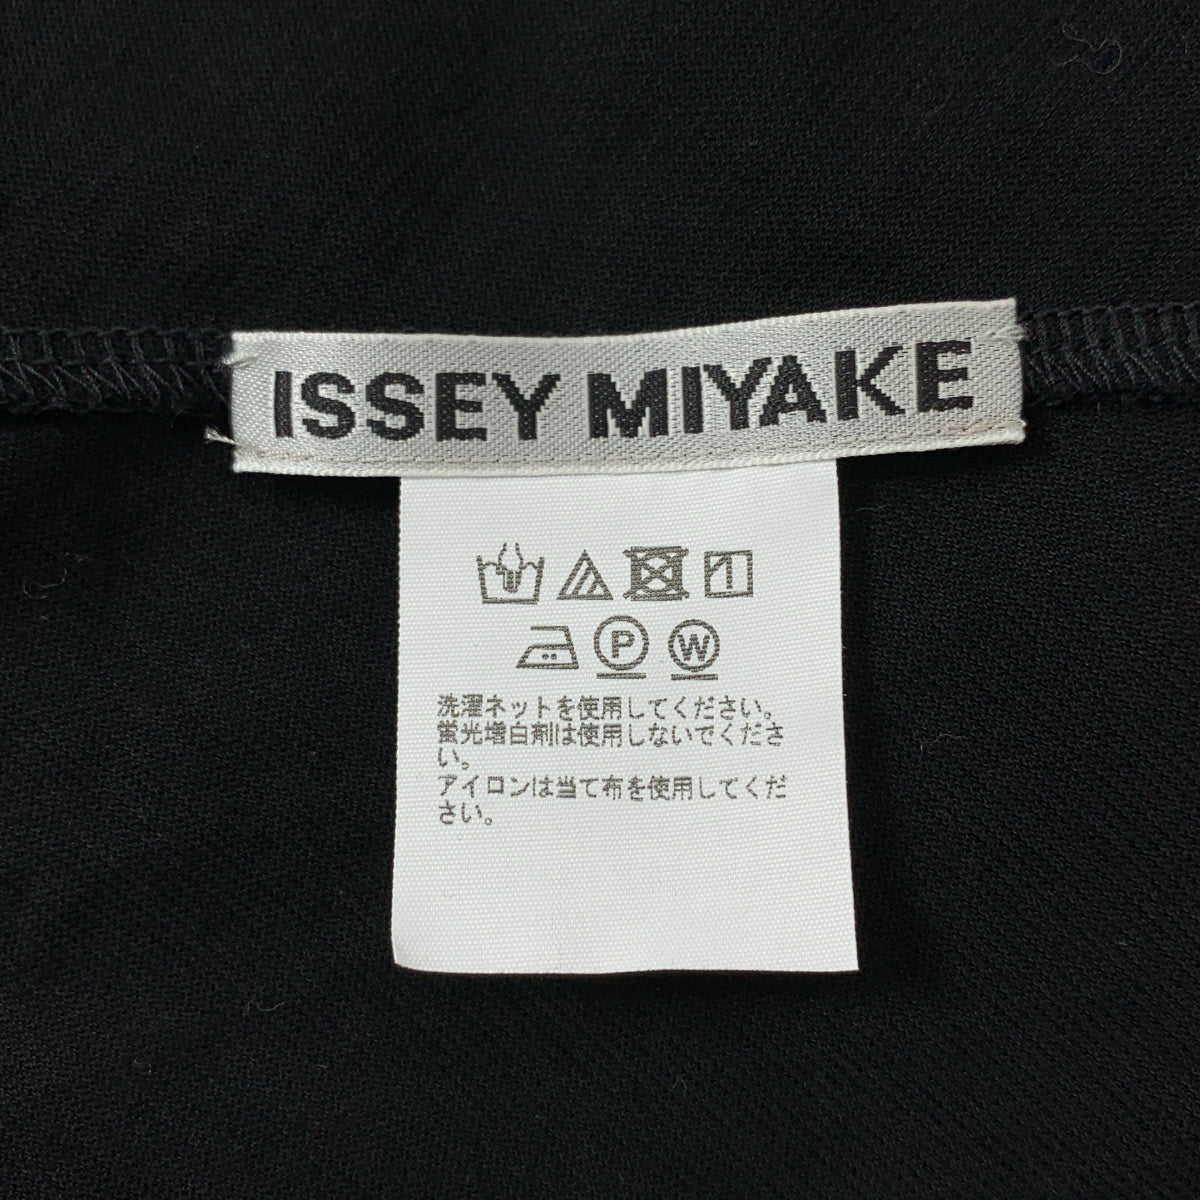 ISSEY MIYAKE
1
P W
洗濯ネットを使用してください。
蛍光増白剤は使用しないでくださ
い。
アイロンは当て布を使用してくだ
さい。